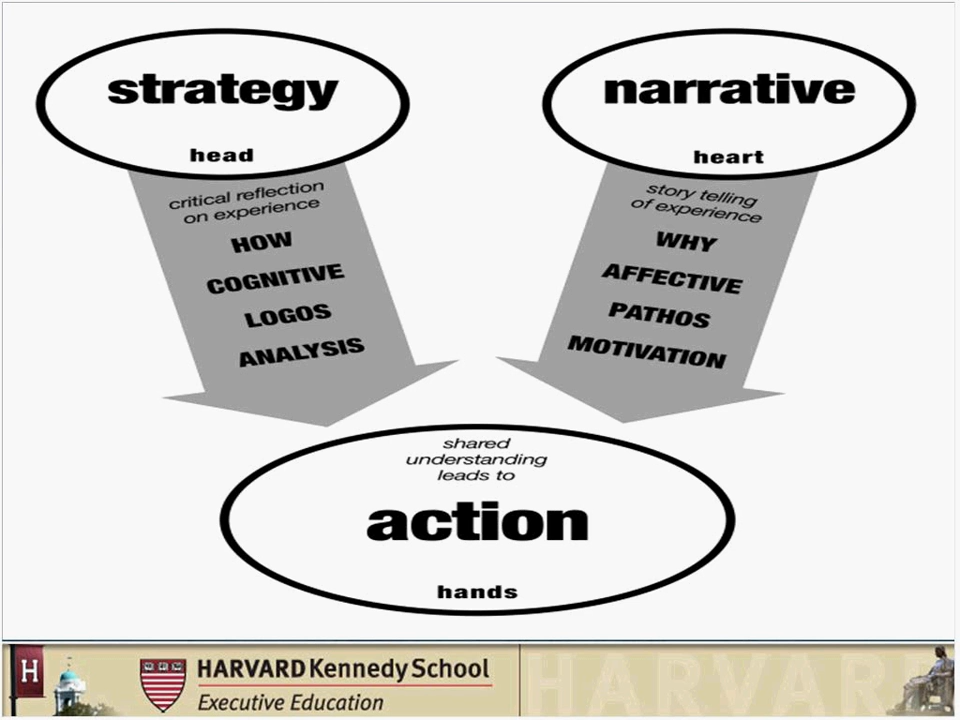 strategy
head
critical reflection
on experience
HOW
COGNITIVE
LOGOS
ANALYSIS
narrative
heart
story telling
of experience
WHY
AFFECTIVE
PATHOS
MOTIVATION
shared
understanding
leads to
action
hands
H
HARVARD Kennedy School
Executive Education
HARVARD